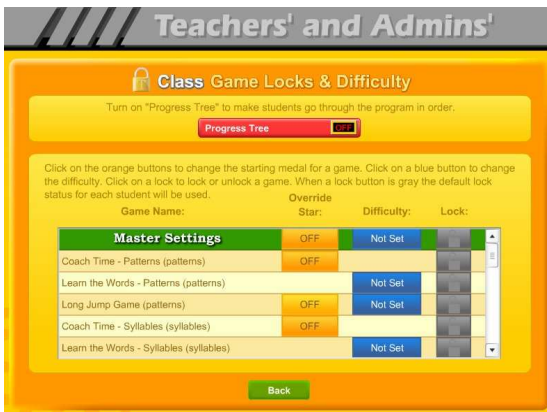 Teachers' and Admins'
Class Game Locks & Difficulty
Turn on "Progress Tree" to make students go through the program in order.
Progress Tree OFF
Click on the orange buttons to change the starting medal for a game. Click on a blue button to change
the difficulty. Click on a lock to lock or unlock a game. When a lock button is gray the default lock
status for each student will be used.
Game Name: Override Star: Difficulty: Lock:
Master Settings OFF Not Set
Coach Time - Patterns (patterns) OFF
Learn the Words - Patterns (patterns) Not Set
Long Jump Game (patterns) OFF Not Set
Coach Time - Syllables (syllables) OFF
Learn the Words - Syllables (syllables) Not Set
Back